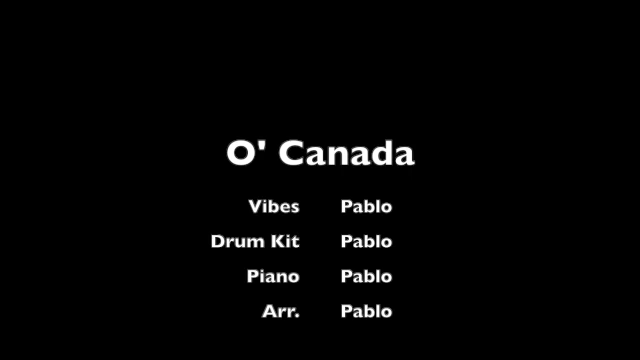 O' Canada
Vibes Pablo
Drum Kit Pablo
Piano Pablo
Arr. Pablo